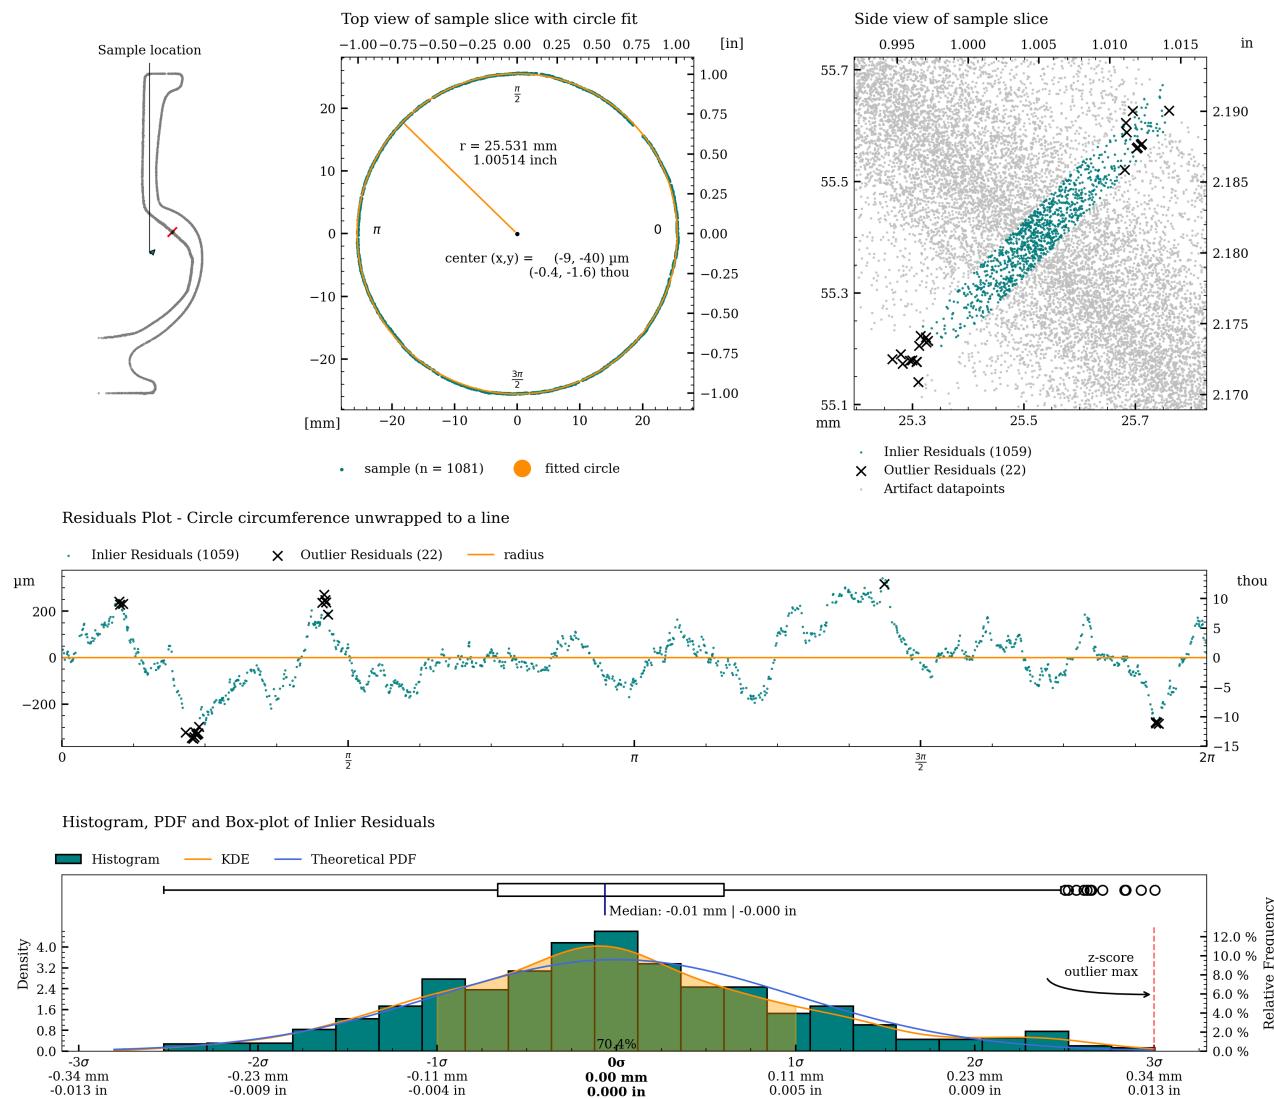 Top view of sample slice with circle fit
Side view of sample slice
Sample location
−1.00 −0.75 −0.50 −0.25 0.00 0.25 0.50 0.75 1.00 [in]
0.995 1.000 1.005 1.010 1.015 in
20
10
0
−10
−20
[mm]
−20 −10 0 10 20
1.00
0.75
0.50
0.25
0.00
−0.25
−0.50
−0.75
−1.00
π/2
π
0
3π/2
r = 25.531 mm
1.00514 inch
center (x,y) = (-9, -40) µm
(-0.4, -1.6) thou
sample (n = 1081)
fitted circle
55.7
55.5
55.3
55.1
mm
25.3 25.5 25.7
2.190
2.185
2.180
2.175
2.170
Inlier Residuals (1059)
Outlier Residuals (22)
Artifact datapoints
Residuals Plot - Circle circumference unwrapped to a line
Inlier Residuals (1059)
Outlier Residuals (22)
radius
µm
thou
200
0
−200
10
5
0
−5
−10
−15
0 π/2 π 3π/2 2π
Histogram, PDF and Box-plot of Inlier Residuals
Histogram
KDE
Theoretical PDF
Median: -0.01 mm | -0.000 in
Density
4.0
3.2
2.4
1.6
0.8
0.0
z-score
outlier max
Relative Frequency
12.0 %
10.0 %
8.0 %
6.0 %
4.0 %
2.0 %
0.0 %
70.4%
-3σ -2σ -1σ 0σ 1σ 2σ 3σ
-0.34 mm -0.23 mm -0.11 mm 0.00 mm 0.11 mm 0.23 mm 0.34 mm
-0.013 in -0.009 in -0.004 in 0.000 in 0.005 in 0.009 in 0.013 in